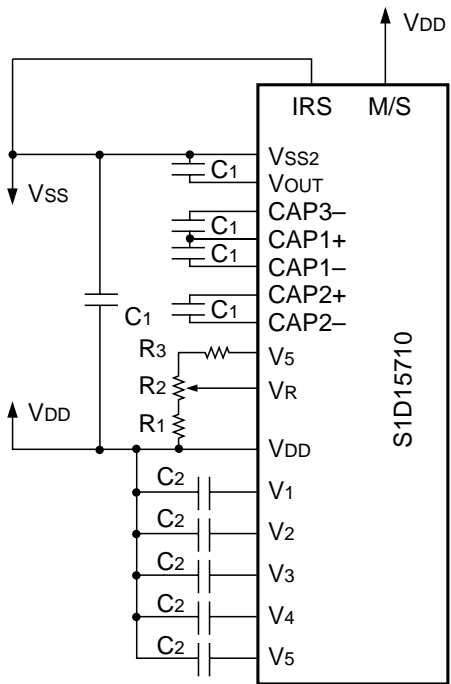 VDD
IRS M/S
VSS2
C1
VOUT
VSS
CAP3–
C1
CAP1+
C1
CAP1–
CAP2+
C1
C1
CAP2–
R3
V5
R2
VR
VDD
R1
VDD
C2
V1
C2
V2
C2
V3
C2
V4
C2
V5
S1D15710